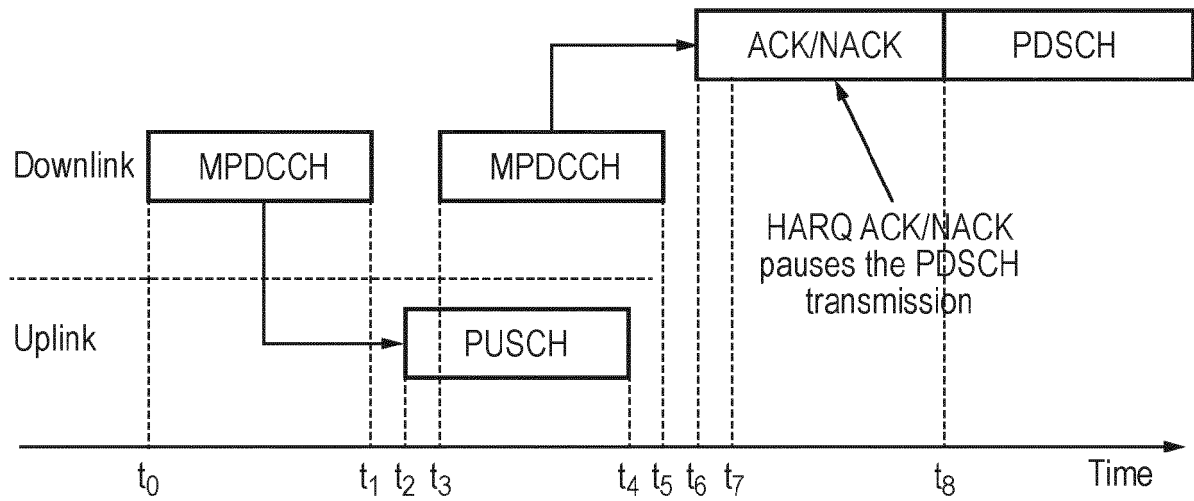 ACK/NACK PDSCH
Downlink MPDCCH MPDCCH
HARQ ACK/NACK
pauses the PDSCH
transmission
Uplink PUSCH
t0 t1 t2 t3 t4 t5 t6 t7 t8 Time